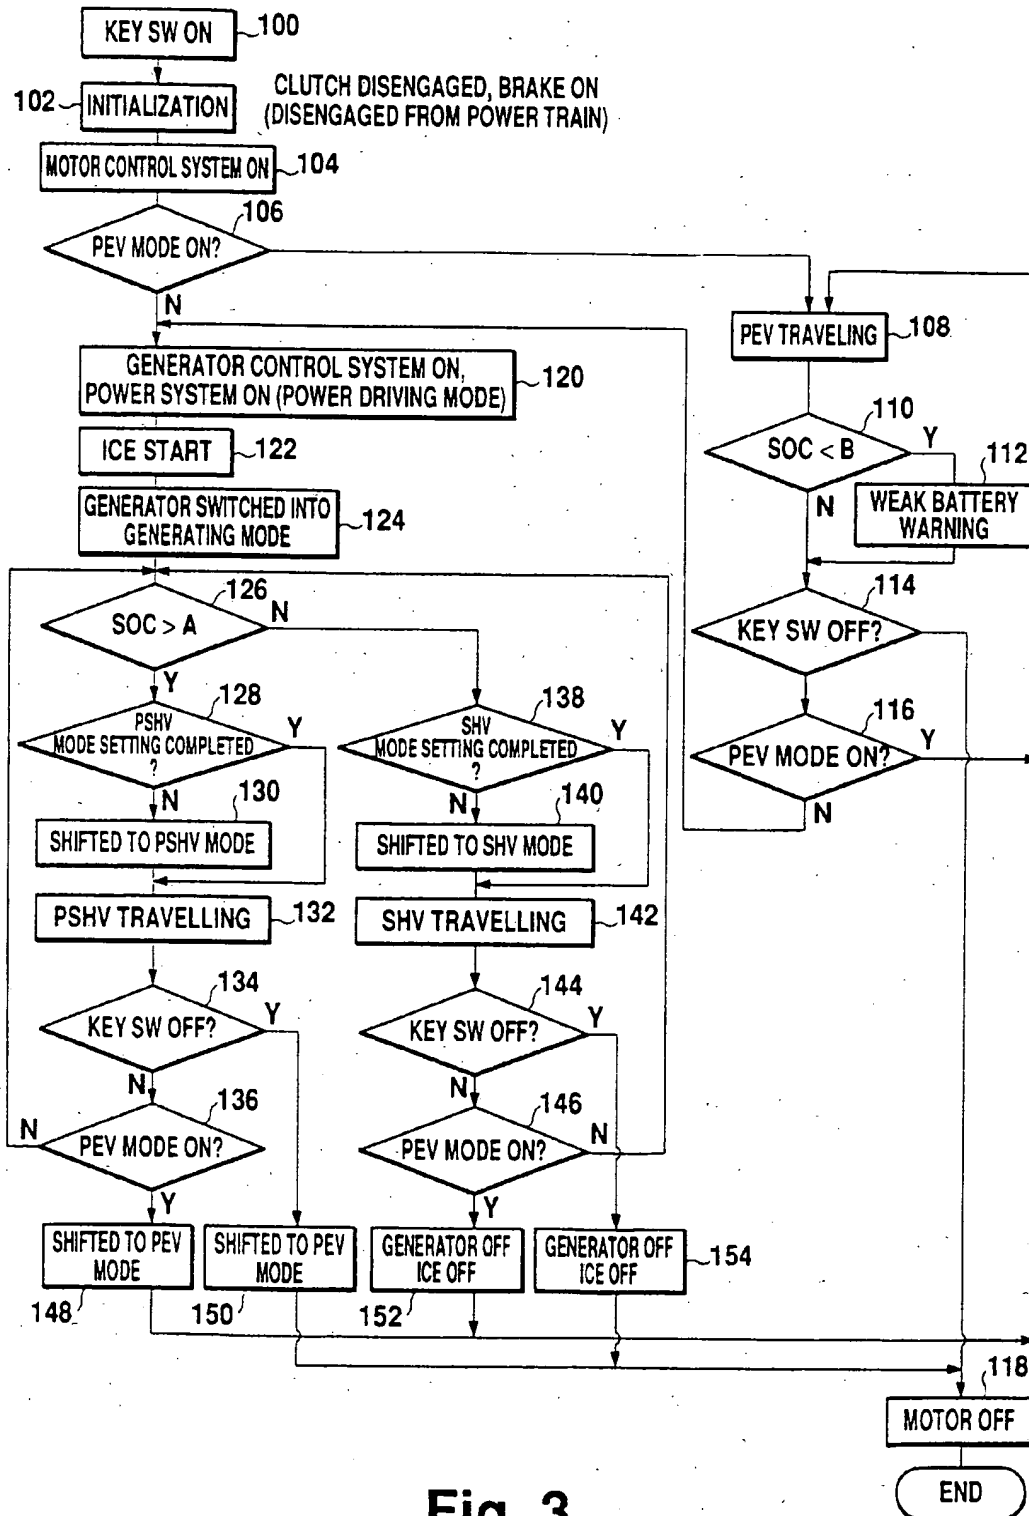 KEY SW ON
100
102
INITIALIZATION
CLUTCH DISENGAGED, BRAKE ON
(DISENGAGED FROM POWER TRAIN)
MOTOR CONTROL SYSTEM ON
104
106
PEV MODE ON?
N
PEV TRAVELING
108
GENERATOR CONTROL SYSTEM ON,
POWER SYSTEM ON (POWER DRIVING MODE)
120
ICE START
122
GENERATOR SWITCHED INTO
GENERATING MODE
124
110
SOC < B
Y
N
112
WEAK BATTERY
WARNING
126
SOC > A
N
Y
114
KEY SW OFF?
128
PSHV
MODE SETTING COMPLETED
?
Y
N
138
SHV
MODE SETTING COMPLETED
?
Y
N
116
PEV MODE ON?
Y
N
130
SHIFTED TO PSHV MODE
140
SHIFTED TO SHV MODE
PSHV TRAVELLING
132
SHV TRAVELLING
142
134
KEY SW OFF?
Y
N
144
KEY SW OFF?
Y
N
136
PEV MODE ON?
N
Y
146
PEV MODE ON?
N
Y
SHIFTED TO PEV
MODE
148
SHIFTED TO PEV
MODE
150
GENERATOR OFF
ICE OFF
152
GENERATOR OFF
ICE OFF
154
118
MOTOR OFF
END
Fig. 3